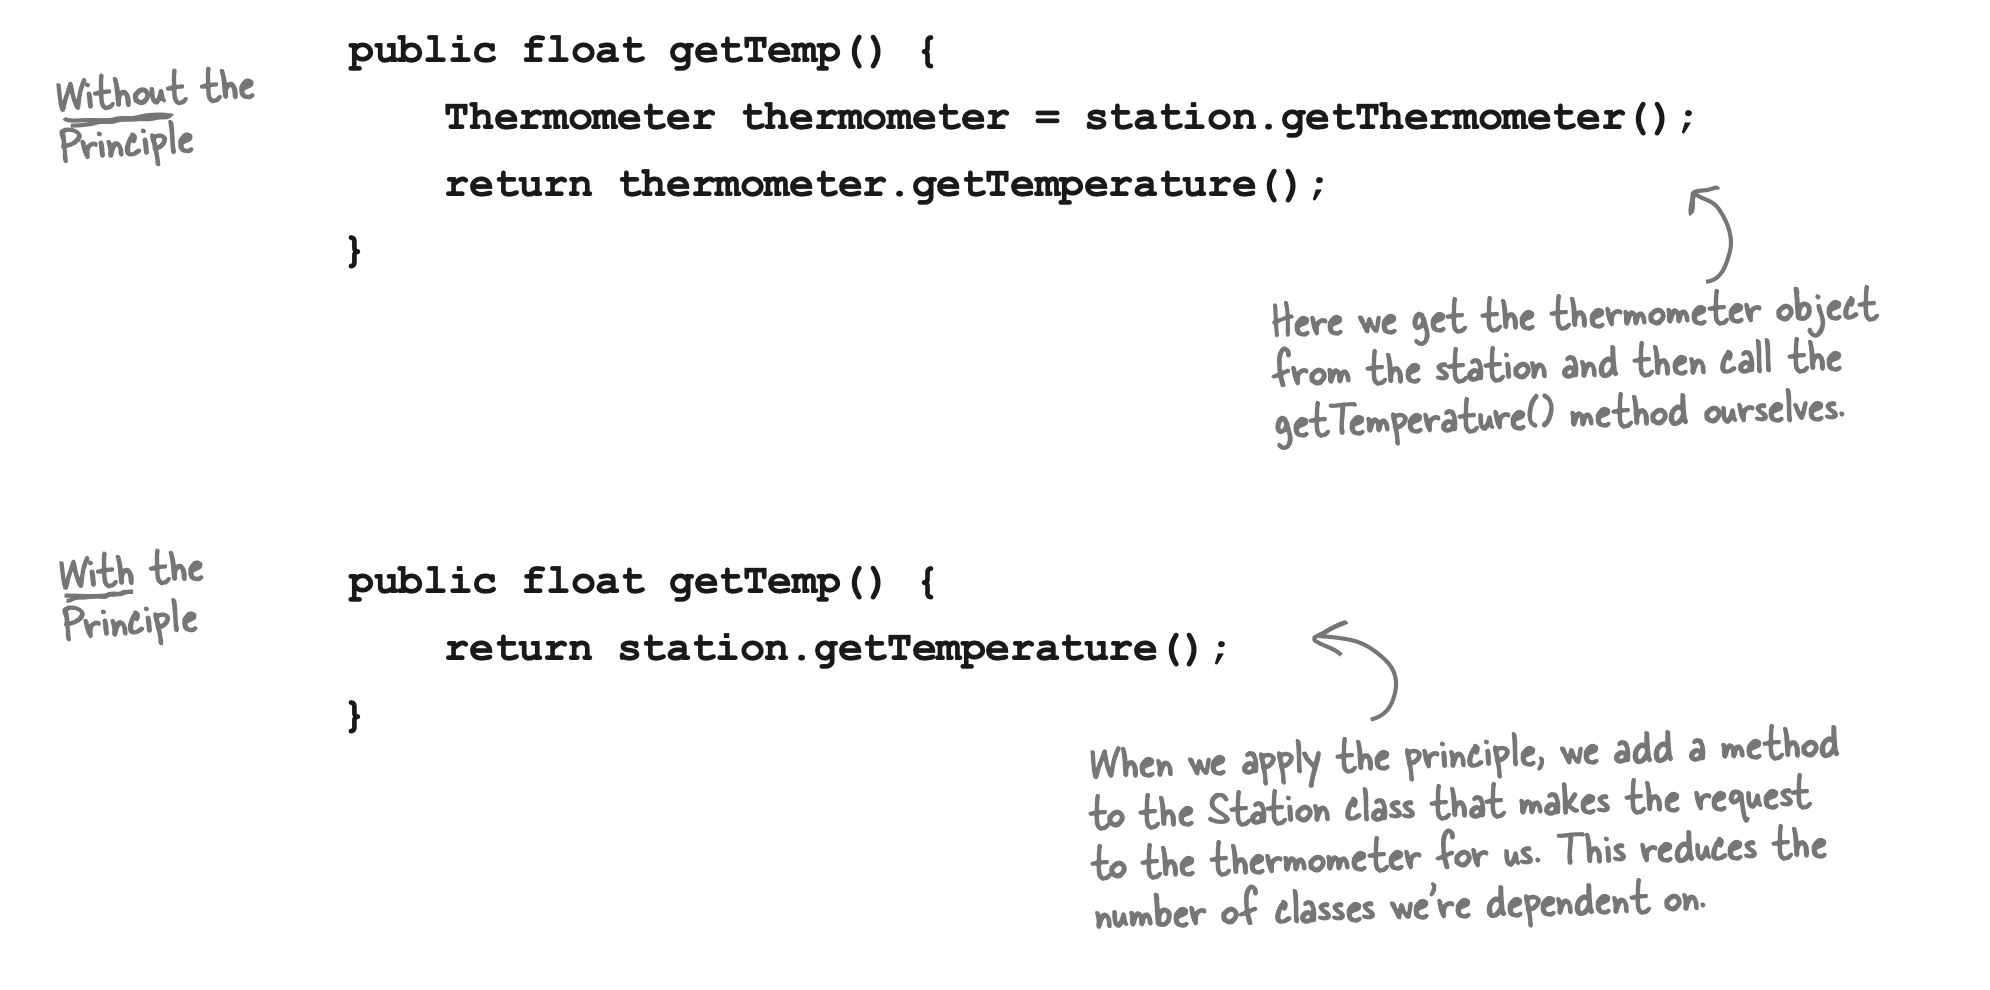 Without the
Principle
public float getTemp() {
Thermometer thermometer = station.getThermometer();
return thermometer.getTemperature();
}
Here we get the thermometer object
from the station and then call the
getTemperature() method ourselves.
With the
Principle
public float getTemp() {
return station.getTemperature();
}
When we apply the principle, we add a method
to the Station class that makes the request
to the thermometer for us. This reduces the
number of classes we're dependent on.